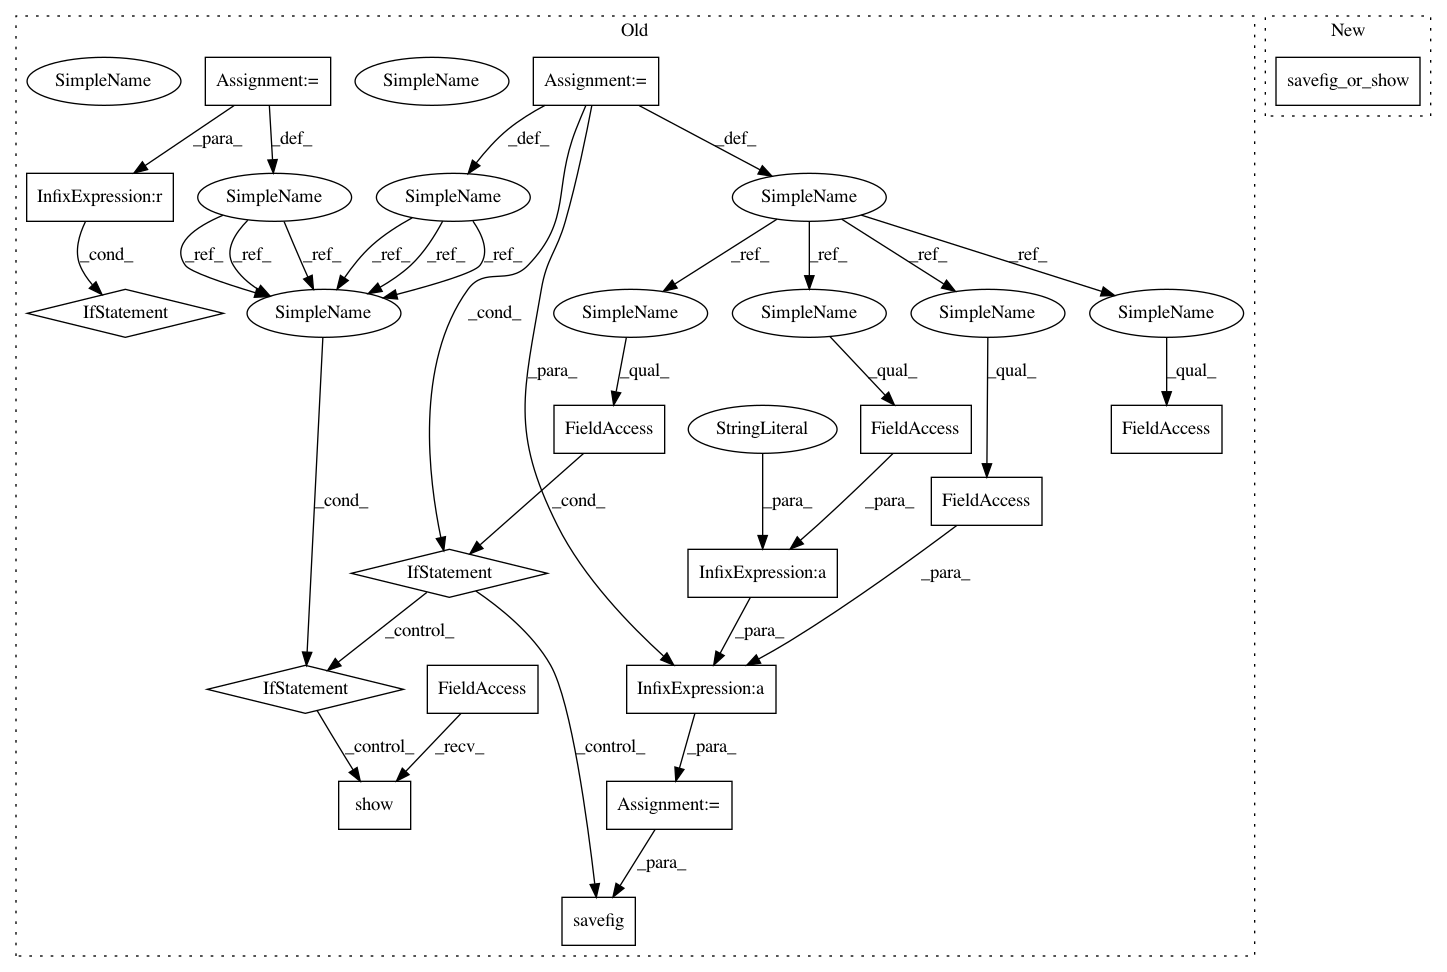 Old
New
SimpleName
Assignment:=
SimpleName
Assignment:=
savefig_or_show
_para_
_def_
_def_
_def_
InfixExpression:r
SimpleName
SimpleName
SimpleName
_cond_
_ref_
_ref_
_ref_
_ref_
_ref_
_ref_
_ref_
_ref_
_ref_
_ref_
IfStatement
SimpleName
_cond_
SimpleName
SimpleName
SimpleName
SimpleName
_para_
_qual_
_qual_
_qual_
_qual_
FieldAccess
StringLiteral
FieldAccess
FieldAccess
_cond_
_cond_
_para_
_para_
FieldAccess
IfStatement
InfixExpression:a
_para_
_control_
_para_
IfStatement
FieldAccess
InfixExpression:a
_control_
_recv_
_control_
_para_
show
Assignment:=
_para_
savefig